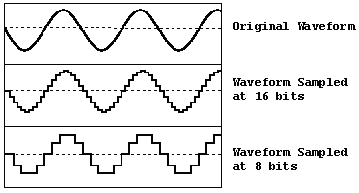 Original Waveform
Waveform Sampled
at 16 bits
Waveform Sampled
at 8 bits